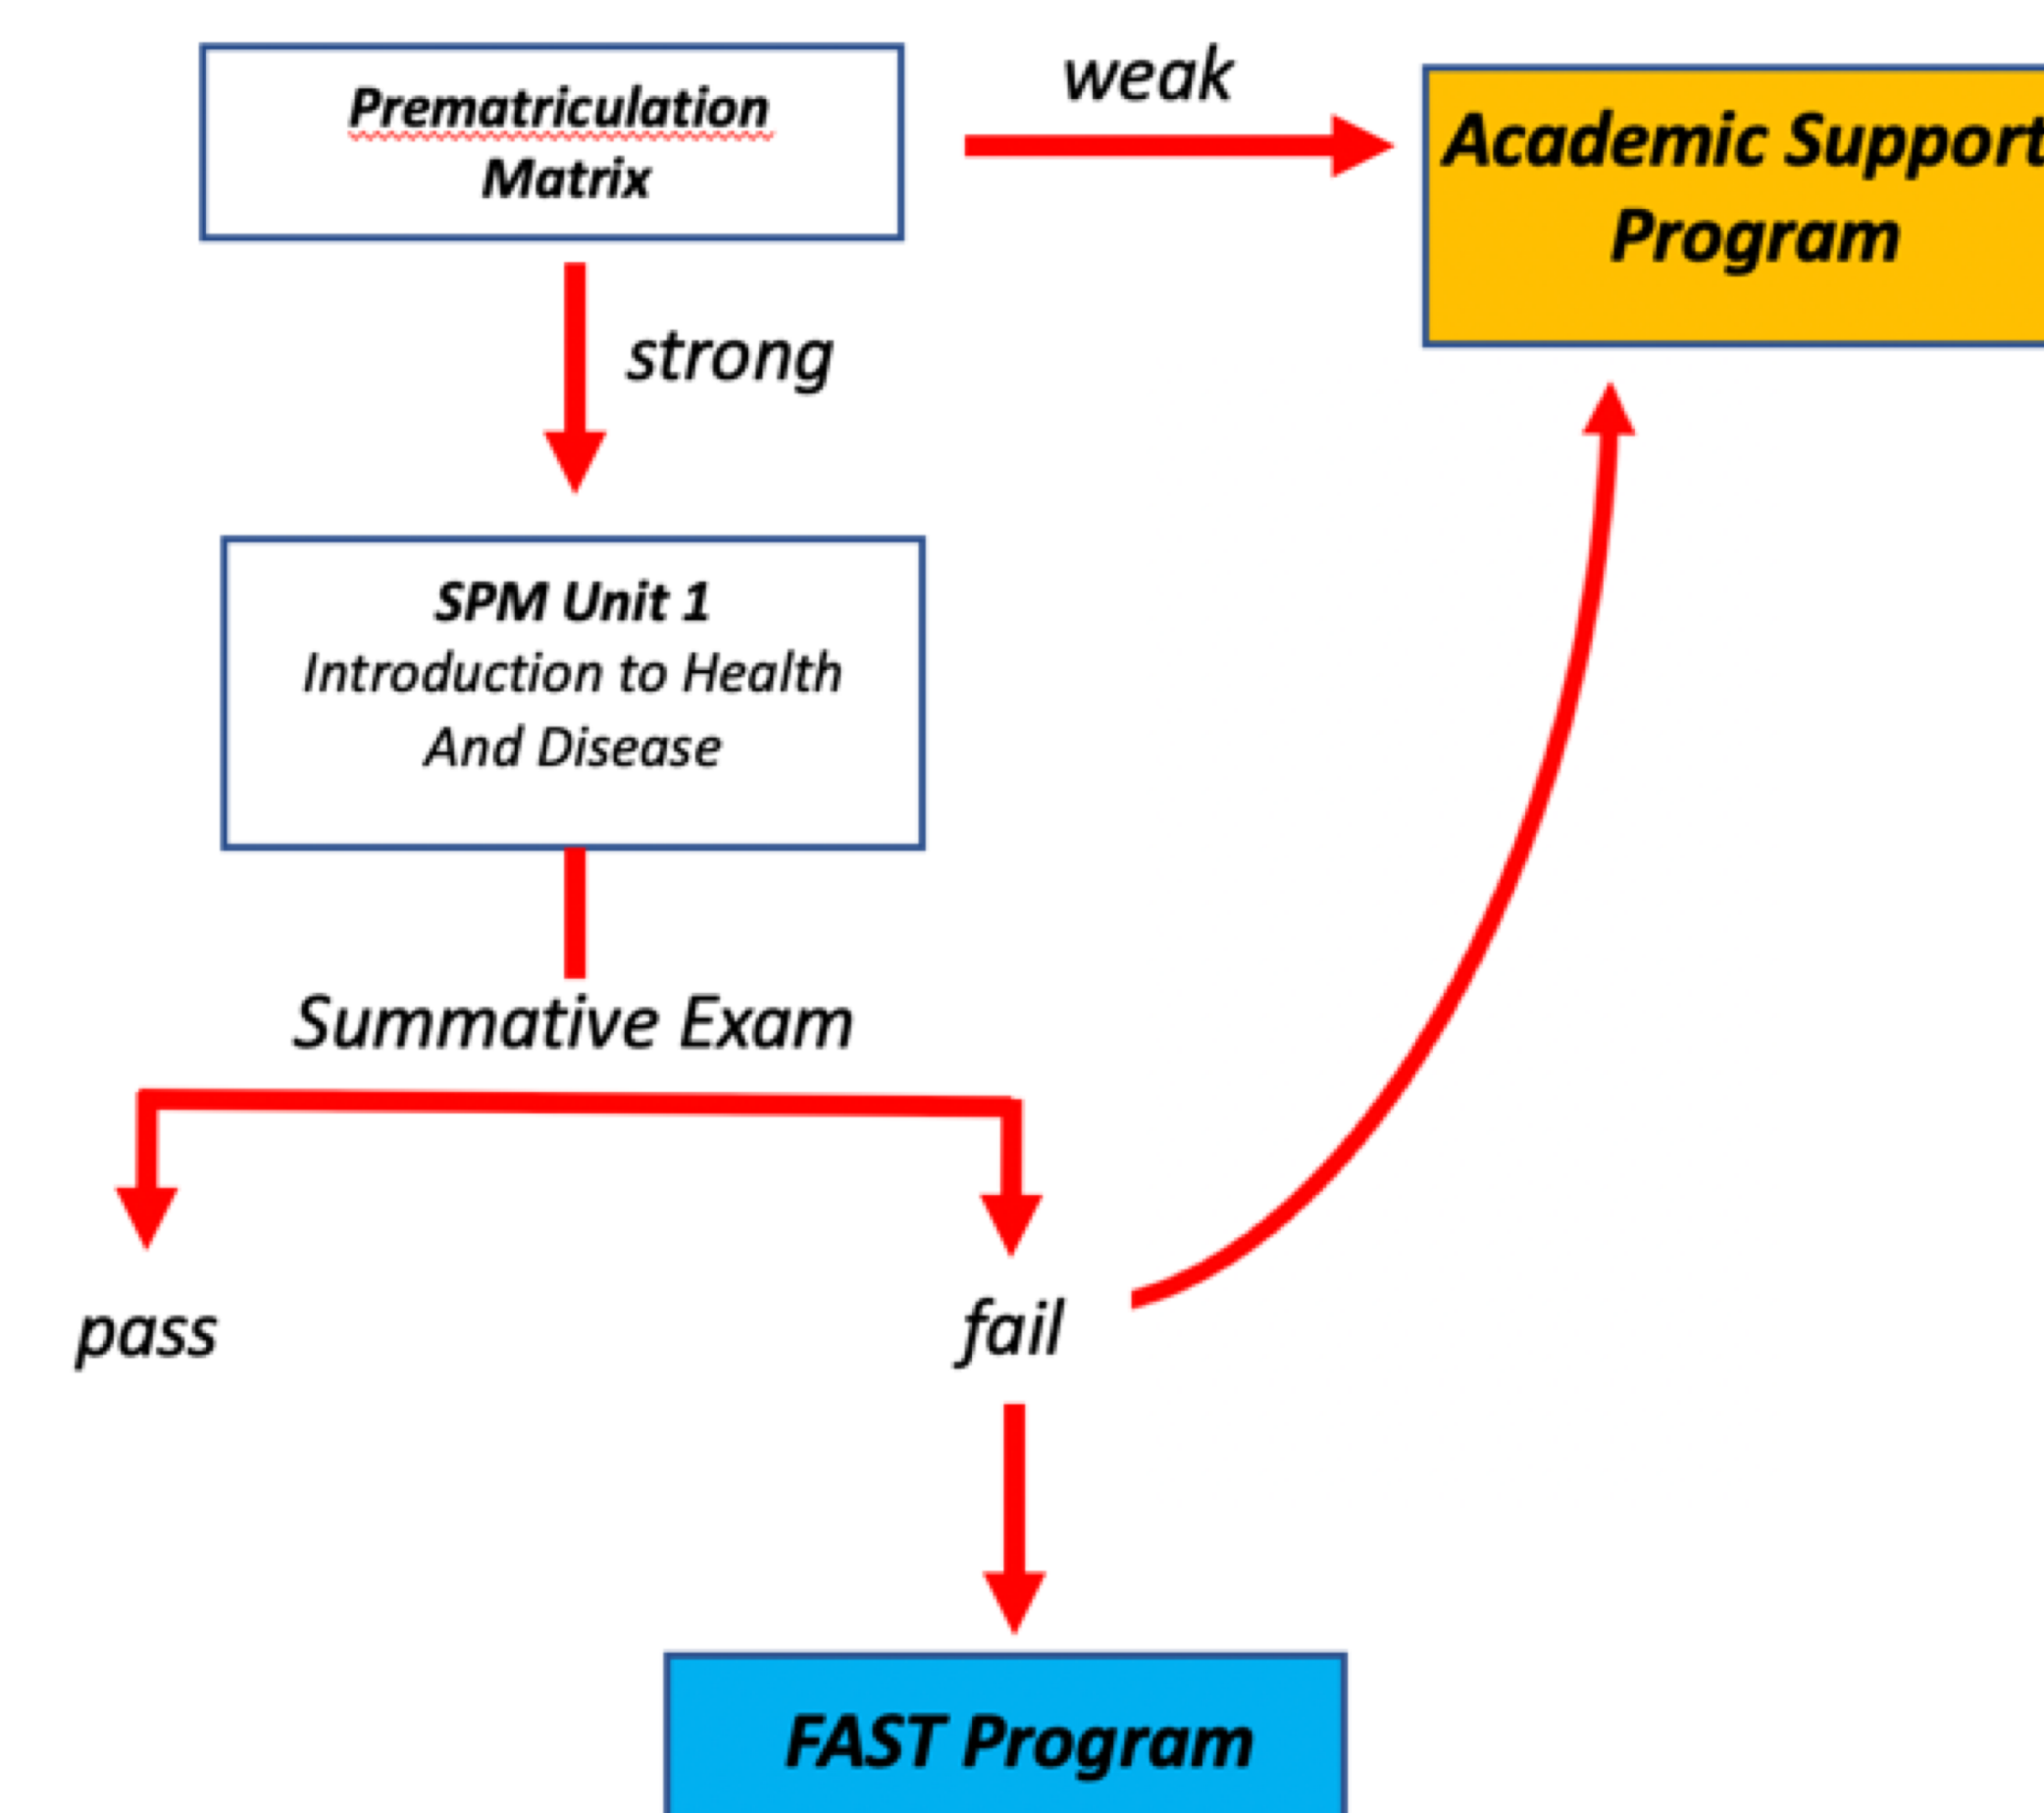 Prematriculation
Matrix
weak
Academic Support
Program
strong
SPM Unit 1
Introduction to Health
And Disease
Summative Exam
pass
fail
FAST Program